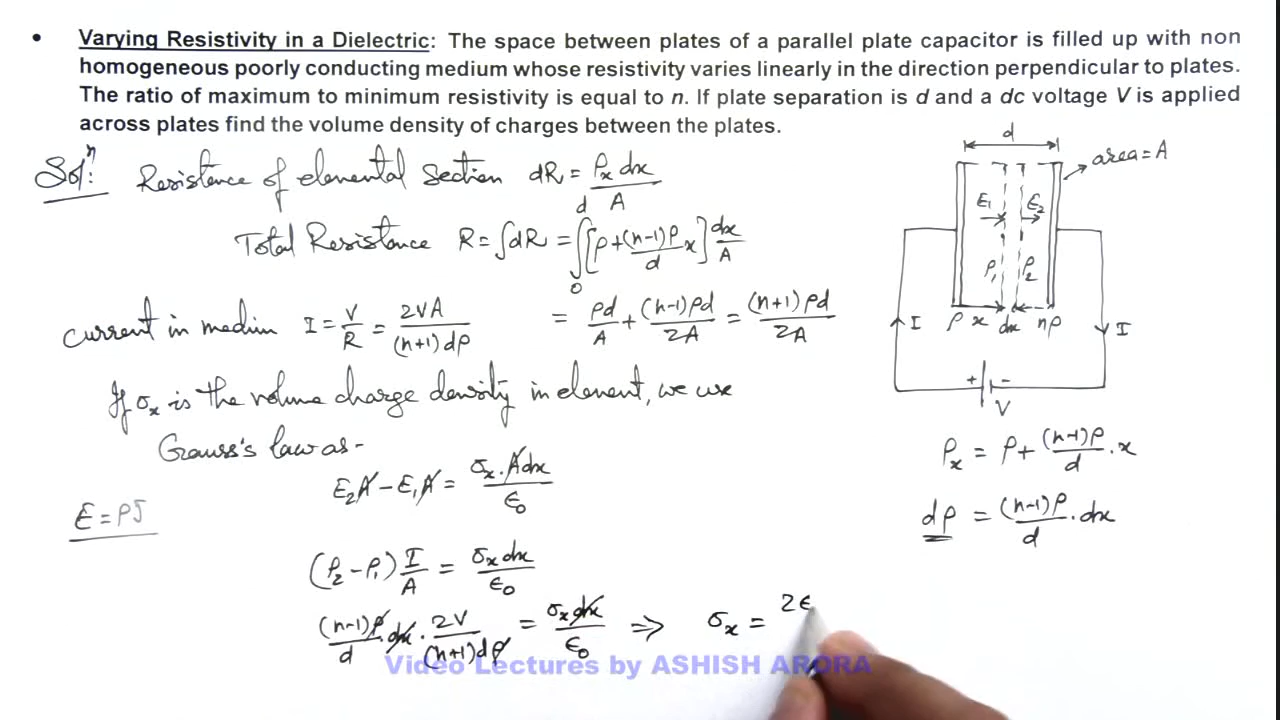 • Varying Resistivity in a Dielectric: The space between plates of a parallel plate capacitor is filled up with non
homogeneous poorly conducting medium whose resistivity varies linearly in the direction perpendicular to plates.
The ratio of maximum to minimum resistivity is equal to n. If plate separation is d and a dc voltage V is applied
across plates find the volume density of charges between the plates.
Solⁿ: Resistance of elemental section dR = ρₓ dx / A
Total Resistance R = ∫dR = ∫₀ᵈ [ρ + (n-1)ρ/d x] dx/A
= ρd/A + (n-1)ρd/2A = (n+1)ρd/2A
current in medium I = V/R = 2VA/(n+1)dρ
If σₓ is the volume charge density in element, we use
Gauss's law as -
E₂A - E₁A = σₓ.Adx/ϵ₀
E = ρJ
(ρ₂ - ρ₁) I/A = σₓ dx/ϵ₀
(n-1)ρ/d . dx . 2V/(n+1)dρ = σₓ dx/ϵ₀ ⇒ σₓ = 2ϵ
d
area = A
E₁ E₂
ρ₁ ρ₂
ρ x dx nρ
I I
+ -
V
ρₓ = ρ + (n-1)ρ/d . x
dρ = (n-1)ρ/d . dx
Video Lectures by ASHISH ARORA